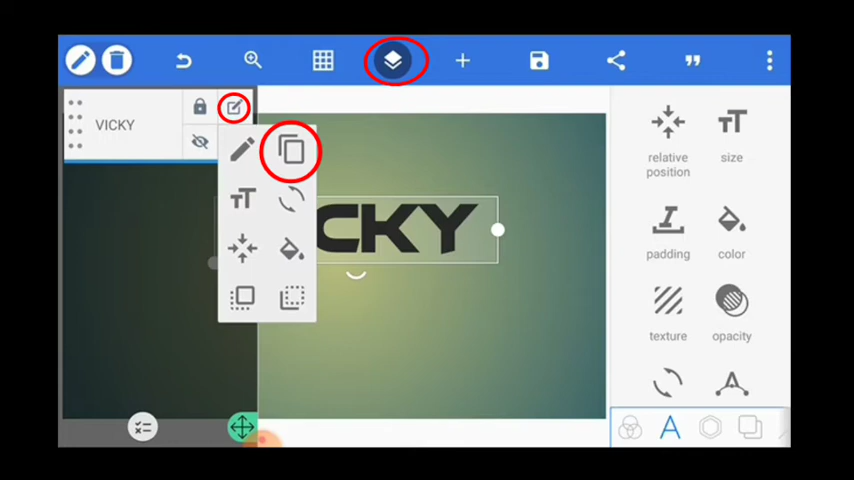 VICKY
CKY
relative
position
size
padding
color
texture
opacity